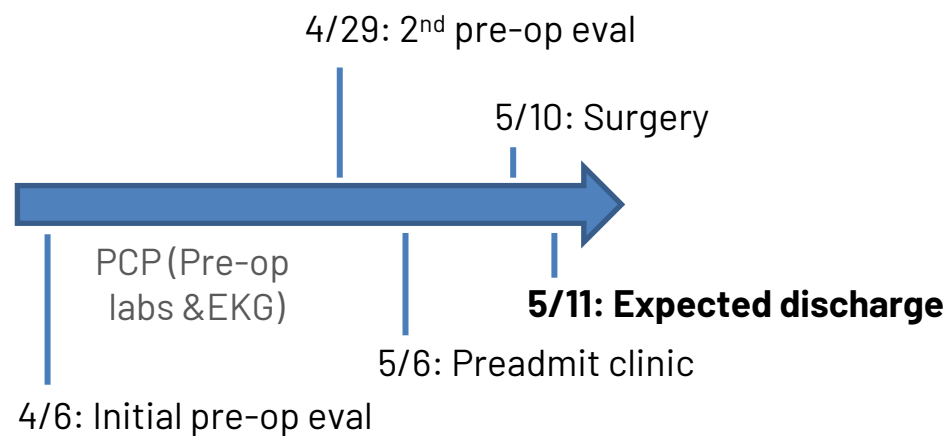 4/29: 2nd pre-op eval
5/10: Surgery
PCP (Pre-op
labs &EKG)
5/11: Expected discharge
5/6: Preadmit clinic
4/6: Initial pre-op eval